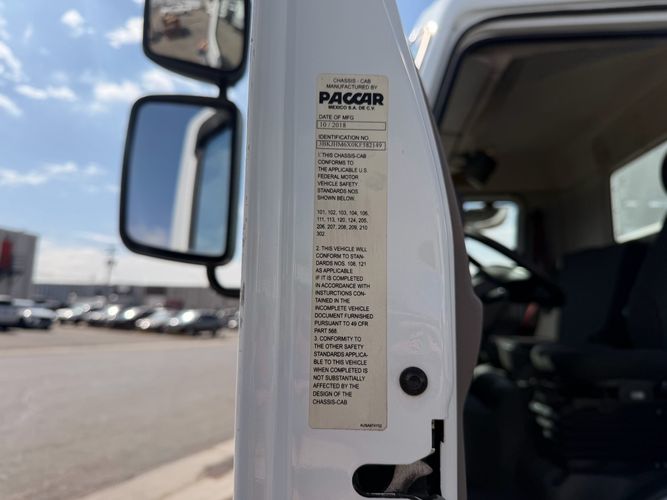 CHASSIS - CAB
MANUFACTURED BY
PACCAR
MEXICO S.A. DE C.V.
DATE OF MFG
10 / 2018
IDENTIFICATION NO
3BKJHM6X0KF182149
1. THIS CHASSIS-CAB
CONFORMS TO
THE APPLICABLE U.S
FEDERAL MOTOR
VEHICLE SAFETY
STANDARDS NOS
SHOWN BELOW.
101, 102, 103, 104, 106,
111, 113, 120, 124, 205,
206, 207, 208, 209, 210
302
2. THIS VEHICLE WILL
CONFORM TO STAN-
DARDS NOS. 108, 121
AS APPLICABLE
IF IT IS COMPLETED
IN ACCORDANCE WITH
INSTURCTIONS CON-
TAINED IN THE
INCOMPLETE VEHICLE
DOCUMENT FURNISHED
PURSUANT TO 49 CFR
PART 568.
3. CONFORMITY TO
THE OTHER SAFETY
STANDARDS APPLICA-
BLE TO THIS VEHICLE
WHEN COMPLETED IS
NOT SUBSTANTIALLY
AFFECTED BY THE
DESIGN OF THE
CHASSIS-CAB